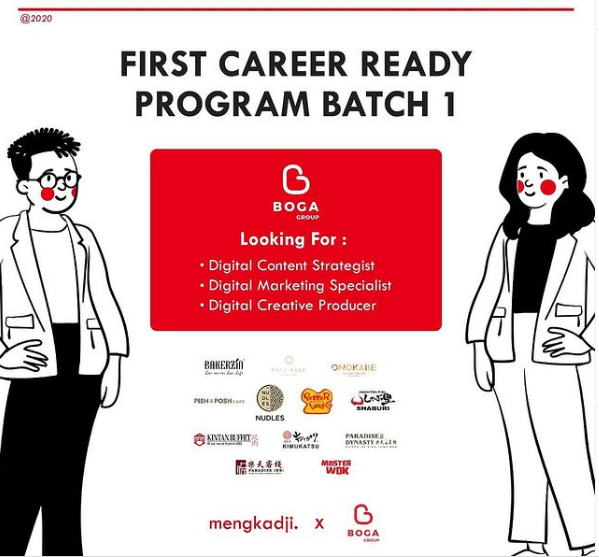 @2020
FIRST CAREER READY
PROGRAM BATCH 1
BOGA
GROUP
Looking For :
• Digital Content Strategist
• Digital Marketing Specialist
• Digital Creative Producer
BAKERZIN
ONOKABE
PISH & POSH CAFE
NUDLES
PEPPER Lunch
SHABURI
KINTAN BUFFET
KIMUKATSU
PARADISE
DYNASTY
PARADISE INN
MASTER
WOK
mengkadji. x BOGA
GROUP